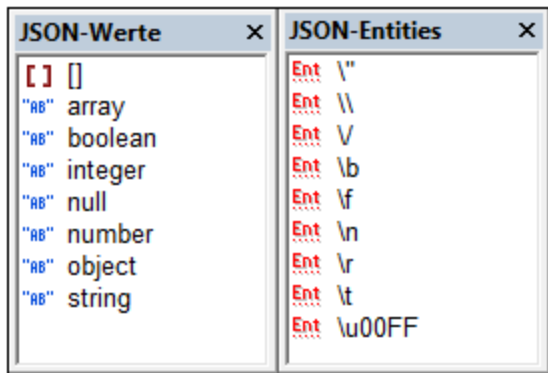 JSON-Werte
[] []
"AB" array
"AB" boolean
"AB" integer
"AB" null
"AB" number
"AB" object
"AB" string
JSON-Entities
Ent \"
Ent \\
Ent \/
Ent \b
Ent \f
Ent \n
Ent \r
Ent \t
Ent \u00FF